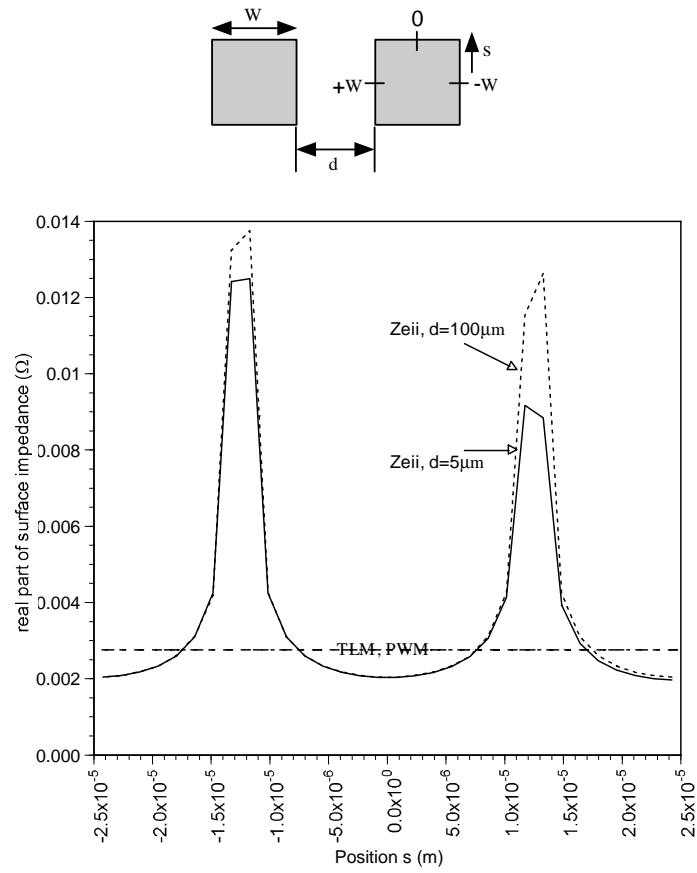 W
0
s
+W
-W
d
0.014
0.012
0.01
0.008
0.006
0.004
0.002
0.000
real part of surface impedance (Ω)
Zeii, d=100µm
Zeii, d=5µm
TLM, PWM
-2.5x10⁻⁵
-2.0x10⁻⁵
-1.5x10⁻⁵
-1.0x10⁻⁵
-5.0x10⁻⁶
0.0x10⁰
5.0x10⁻⁶
1.0x10⁻⁵
1.5x10⁻⁵
2.0x10⁻⁵
2.5x10⁻⁵
Position s (m)